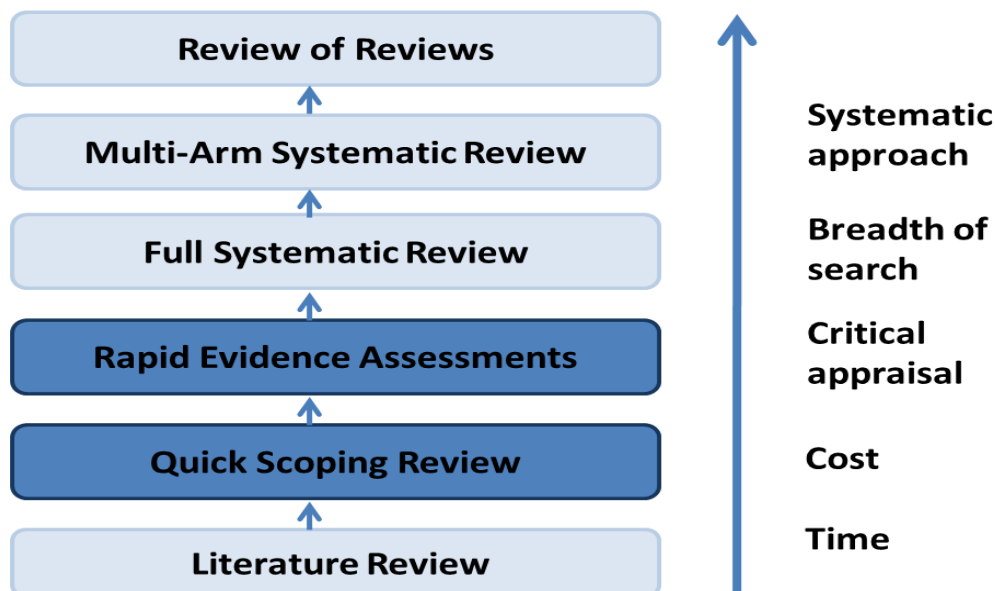 Review of Reviews
Multi-Arm Systematic Review
Full Systematic Review
Rapid Evidence Assessments
Quick Scoping Review
Literature Review
Systematic
approach
Breadth of
search
Critical
appraisal
Cost
Time